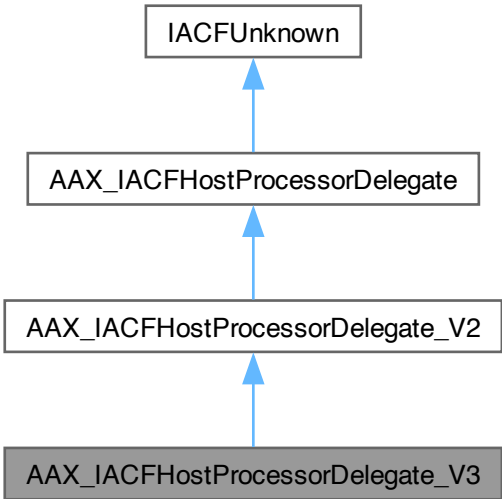 IACFUnknown
AAX_IACFHostProcessorDelegate
AAX_IACFHostProcessorDelegate_V2
AAX_IACFHostProcessorDelegate_V3